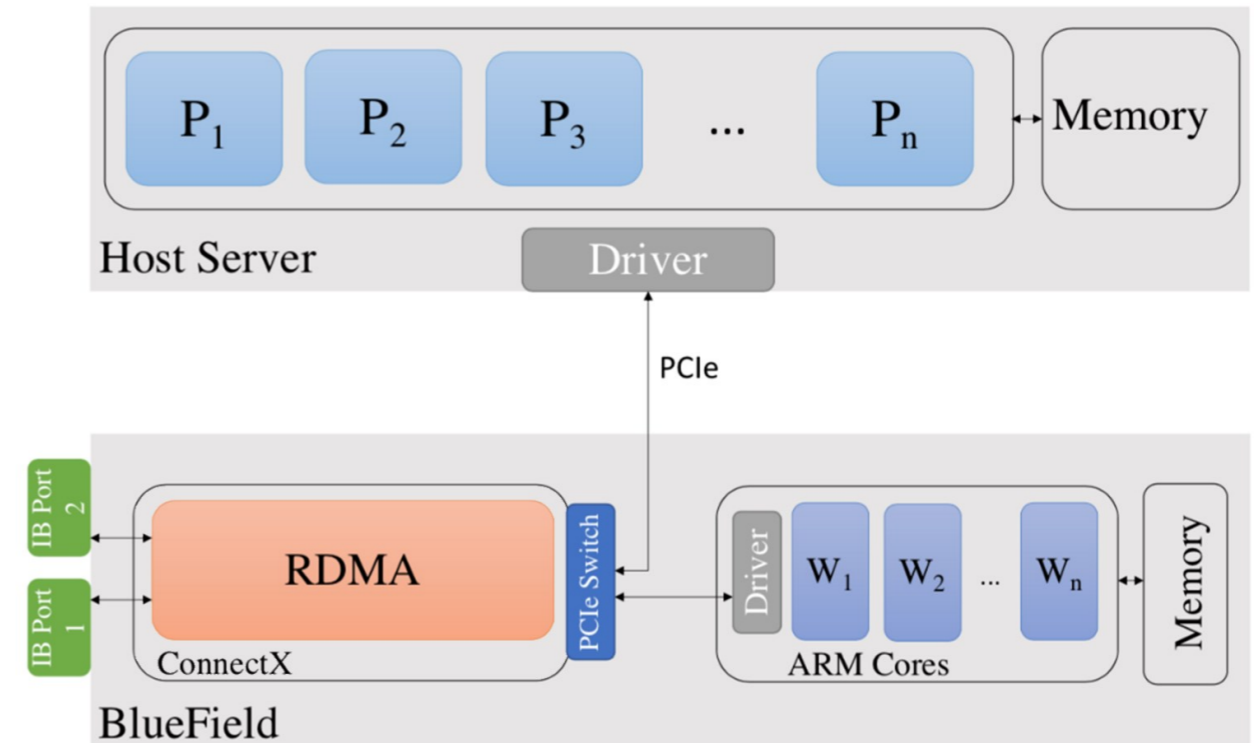 P₁ P₂ P₃ ... Pₙ
Memory
Host Server
Driver
PCIe
IB Port 2
IB Port 1
RDMA
ConnectX
PCIe Switch
Driver
W₁ W₂ ... Wₙ
ARM Cores
Memory
BlueField